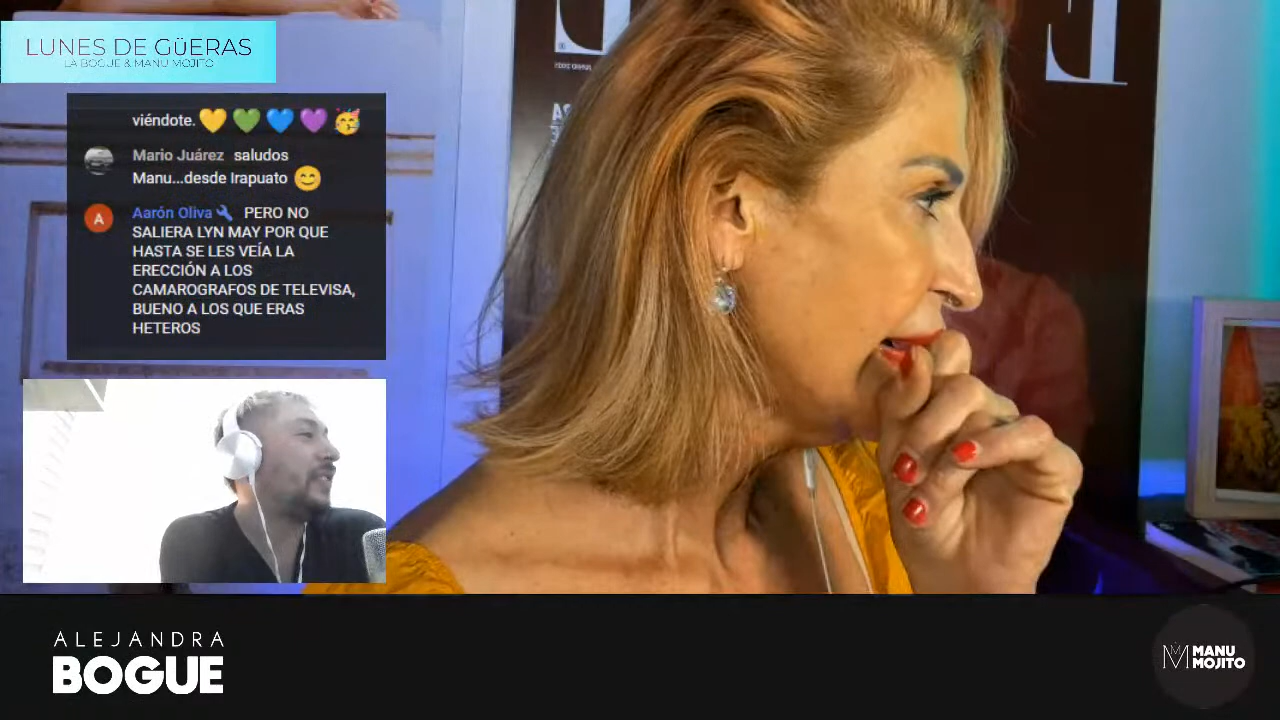 LUNES DE GÜERAS
LA BOGUE & MANU MOJITO
viéndote. 💛 💚 💙 💜 🥳
Mario Juárez saludos
Manu...desde Irapuato 😊
A
Aarón Oliva 🔧 PERO NO
SALIERA LYN MAY POR QUE
HASTA SE LES VEÍA LA
ERECCIÓN A LOS
CAMAROGRAFOS DE TELEVISA,
BUENO A LOS QUE ERAS
HETEROS
ALEJANDRA
BOGUE
MANU
MOJITO